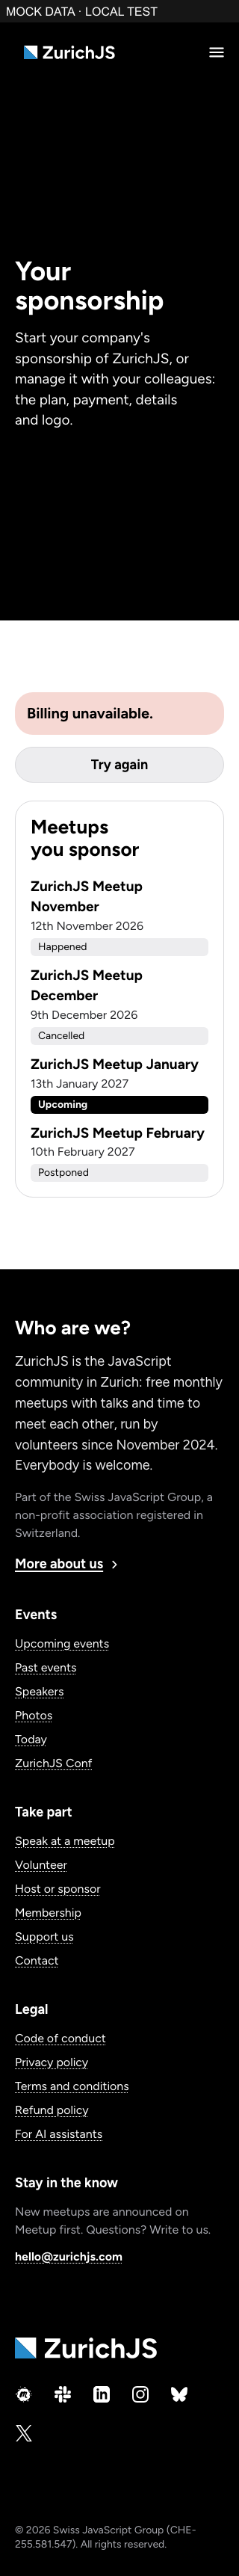 MOCK DATA · LOCAL TEST
ZurichJS
Your
sponsorship
Start your company's
sponsorship of ZurichJS, or
manage it with your colleagues:
the plan, payment, details
and logo.
Billing unavailable.
Try again
Meetups
you sponsor
ZurichJS Meetup
November
12th November 2026
Happened
ZurichJS Meetup
December
9th December 2026
Cancelled
ZurichJS Meetup January
13th January 2027
Upcoming
ZurichJS Meetup February
10th February 2027
Postponed
Who are we?
ZurichJS is the JavaScript
community in Zurich: free monthly
meetups with talks and time to
meet each other, run by
volunteers since November 2024.
Everybody is welcome.
Part of the Swiss JavaScript Group, a
non-profit association registered in
Switzerland.
More about us
Events
Upcoming events
Past events
Speakers
Photos
Today
ZurichJS Conf
Take part
Speak at a meetup
Volunteer
Host or sponsor
Membership
Support us
Contact
Legal
Code of conduct
Privacy policy
Terms and conditions
Refund policy
For AI assistants
Stay in the know
New meetups are announced on
Meetup first. Questions? Write to us.
hello@zurichjs.com
ZurichJS
© 2026 Swiss JavaScript Group (CHE-
255.581.547). All rights reserved.